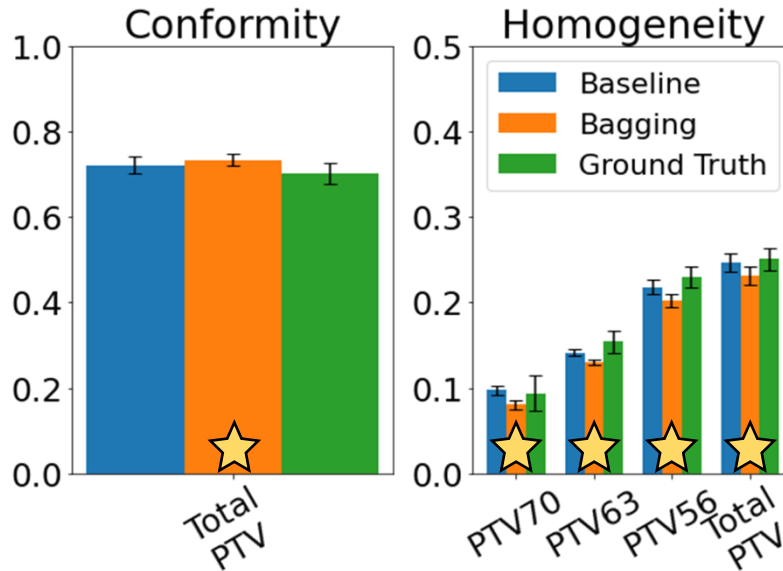 Conformity
1.0
0.8
0.6
0.4
0.2
0.0
Total
PTV
Homogeneity
0.5
0.4
0.3
0.2
0.1
0.0
Baseline
Bagging
Ground Truth
PTV70
PTV63
PTV56
Total
PTV